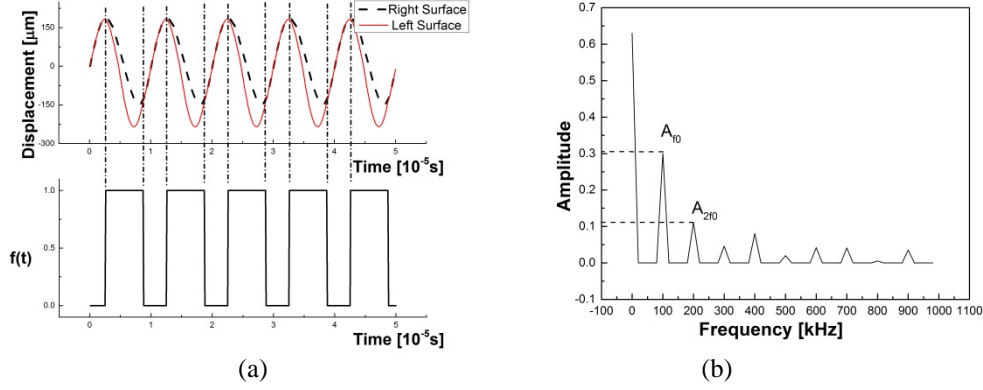 Displacement [μm]
150
0
-150
-300
Right Surface
Left Surface
0 1 2 3 4 5
Time [10-5s]
f(t)
1.0
0.5
0.0
0 1 2 3 4 5
Time [10-5s]
(a)
Amplitude
0.7
0.6
0.5
0.4
0.3
0.2
0.1
0.0
-0.1
Af0
A2f0
-100 0 100 200 300 400 500 600 700 800 900 1000 1100
Frequency [kHz]
(b)